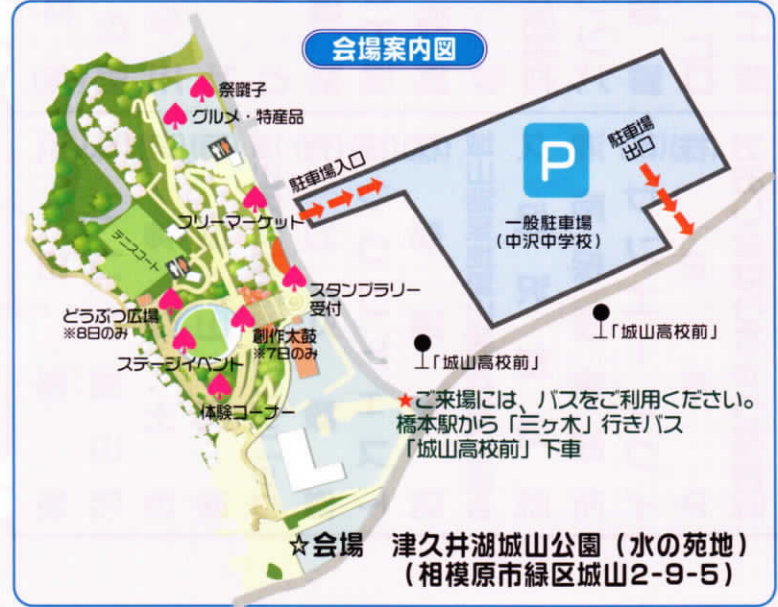 会場案内図
祭囃子
グルメ・特産品
駐車場入口
P
駐車場
出口
一般駐車場
(中沢中学校)
フリーマーケット
テニスコート
スタンプラリー
受付
どうぶつ広場
※8日のみ
創作太鼓
※7日のみ
ステージイベント
体験コーナー
「城山高校前」
「城山高校前」
★ご来場には、バスをご利用ください。
橋本駅から「三ヶ木」行きバス
「城山高校前」下車
☆会場 津久井湖城山公園(水の苑地)
(相模原市緑区城山2-9-5)